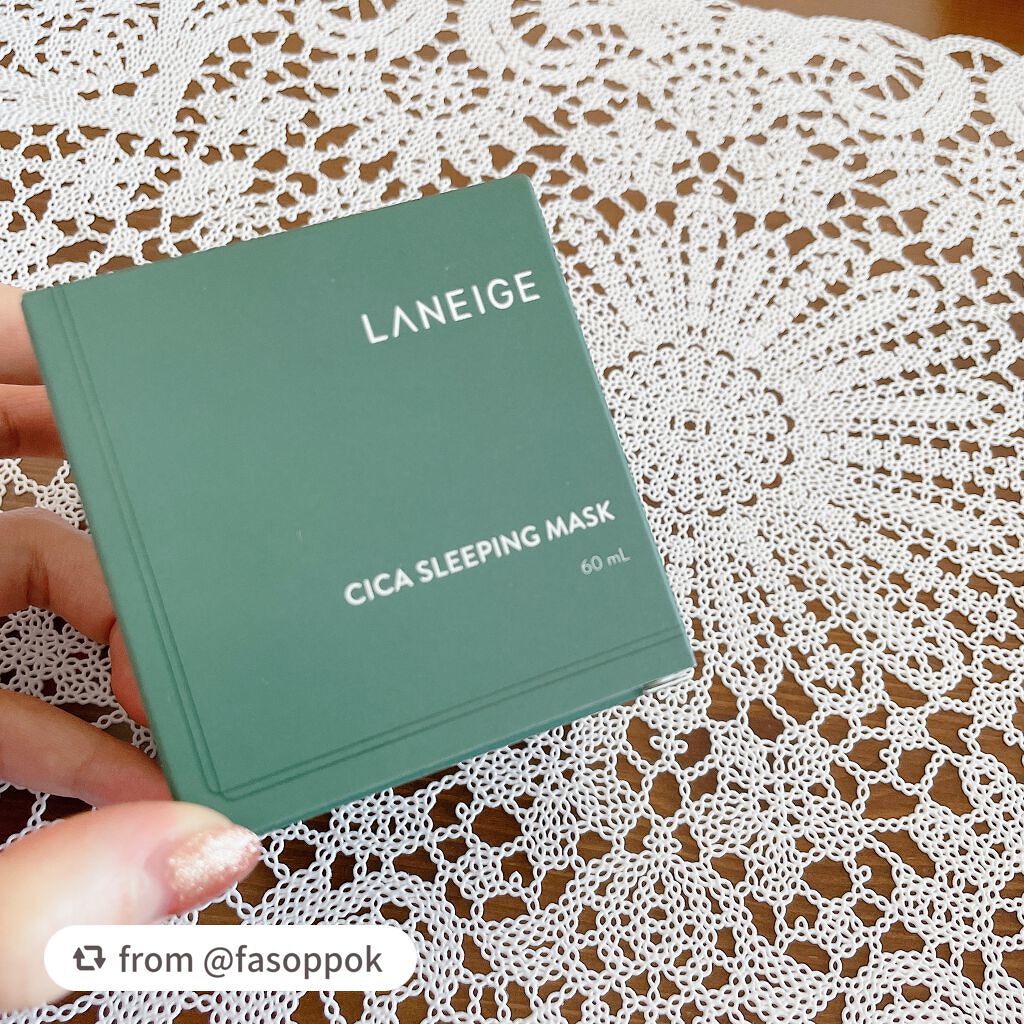 LANEIGE
CICA SLEEPING MASK
60 mL
from @fasoppok